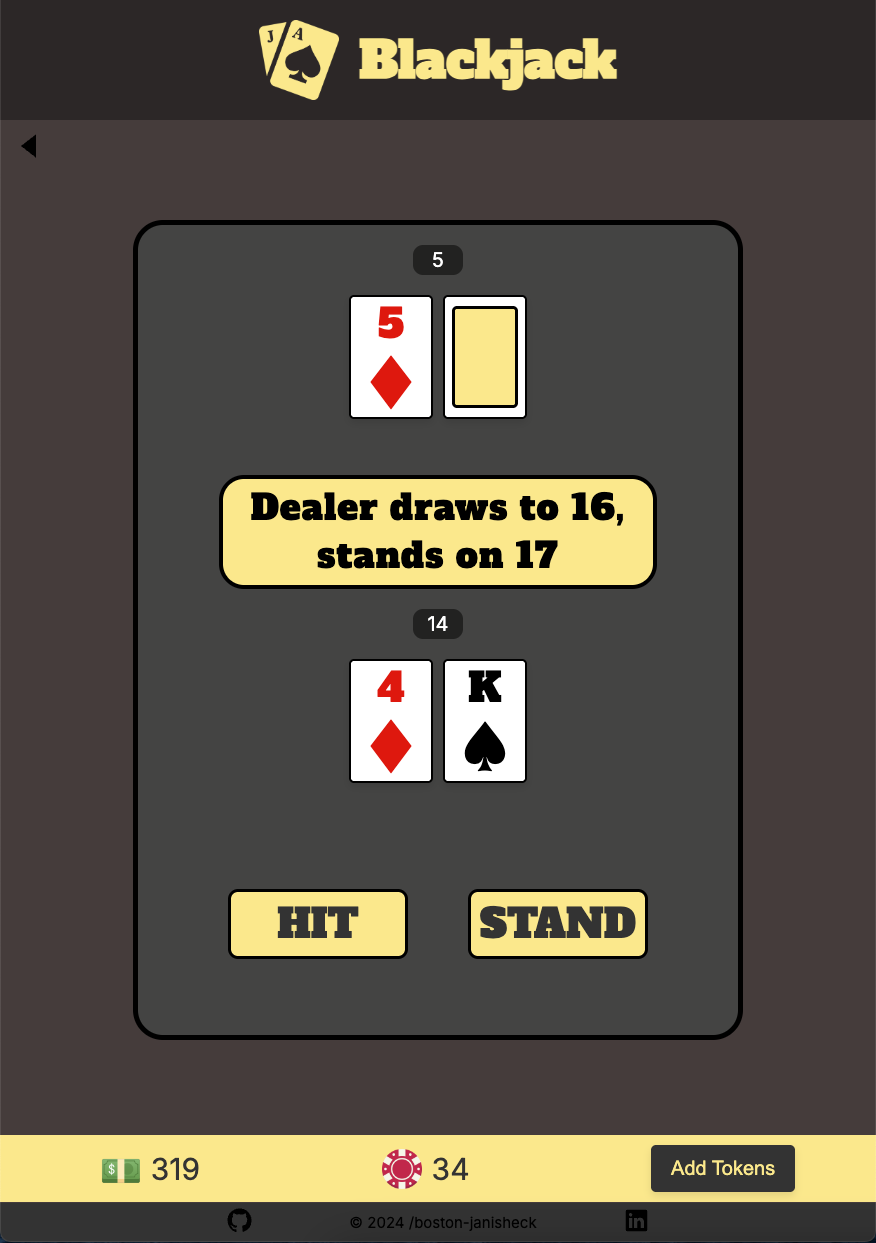 J A
Blackjack
5
5
Dealer draws to 16,
stands on 17
14
4 K
HIT STAND
$ 319 34 Add Tokens
© 2024 /boston-janisheck in